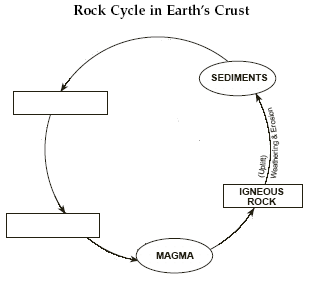 Rock Cycle in Earth's Crust
SEDIMENTS
(Uplift)
Weathering & Erosion
IGNEOUS
ROCK
MAGMA